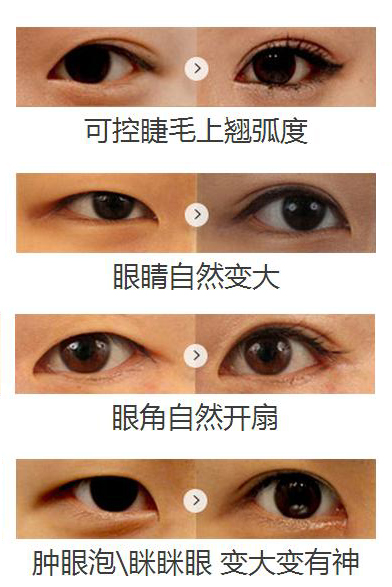 可控睫毛上翘弧度
眼睛自然变大
眼角自然开扇
肿眼泡\眯眯眼 变大变有神